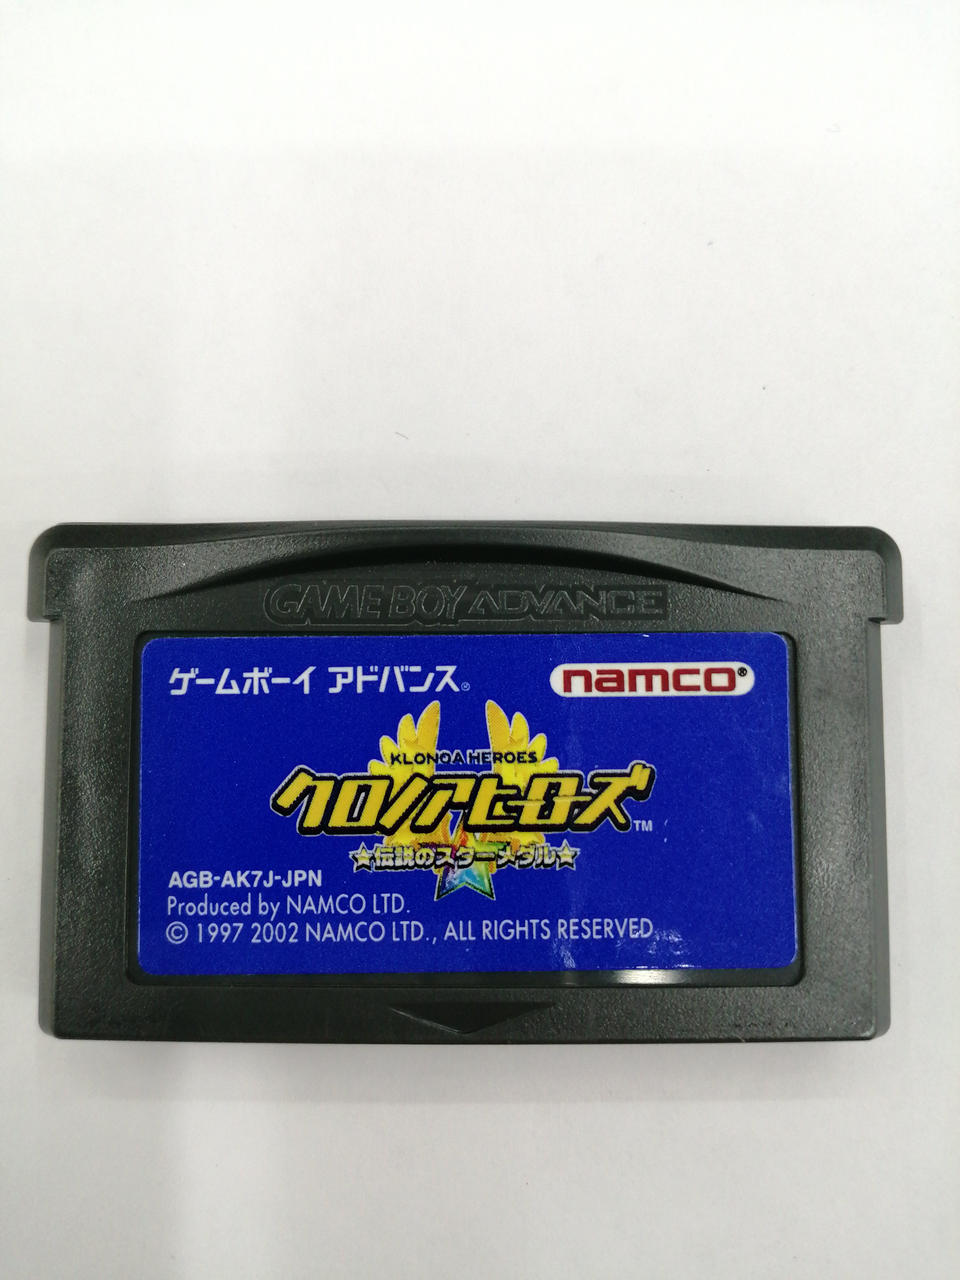 GAME BOY ADVANCE
ゲームボーイ アドバンス®
namco®
KLONOA HEROES
クロノアヒーローズ™
☆伝説のスターメダル☆
AGB-AK7J-JPN
Produced by NAMCO LTD.
© 1997 2002 NAMCO LTD., ALL RIGHTS RESERVED